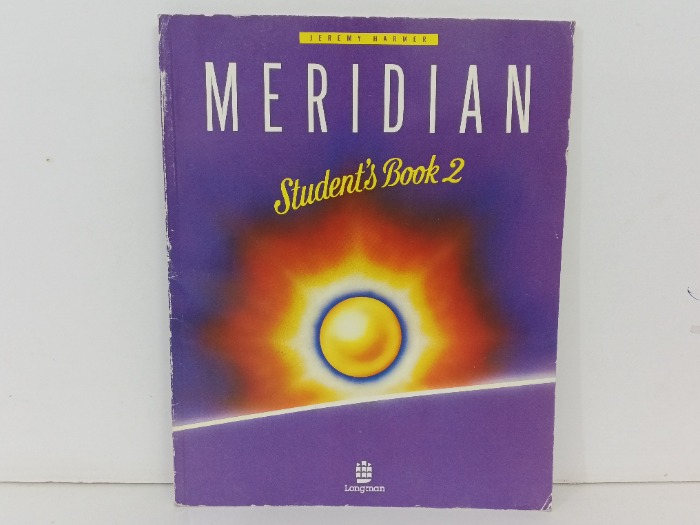 JEREMY HARMER
MERIDIAN
Student's Book 2
Longman